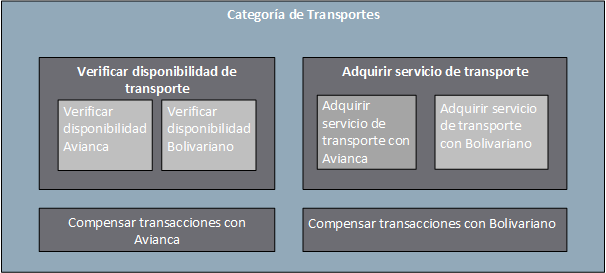 Categoría de Transportes
Verificar disponibilidad de
transporte
Verificar
disponibilidad
Avianca
Verificar
disponibilidad
Bolivariano
Adquirir servicio de transporte
Adquirir
servicio de
transporte con
Avianca
Adquirir servicio
de transporte
con Bolivariano
Compensar transacciones con
Avianca
Compensar transacciones con Bolivariano